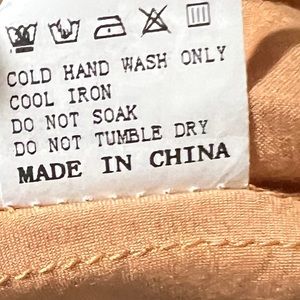 COLD HAND WASH ONLY
COOL IRON
DO NOT SOAK
DO NOT TUMBLE DRY
MADE IN CHINA